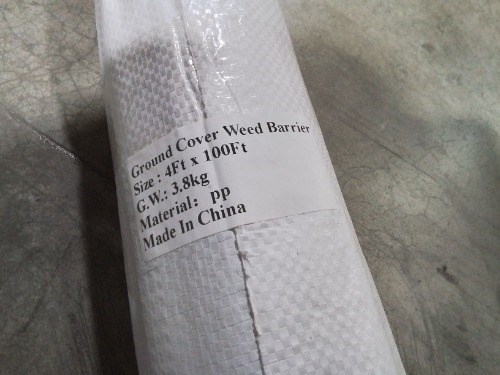 Ground Cover Weed Barrier
Size : 4Ft x 100Ft
G.W.: 3.8kg
Material: pp
Made In China